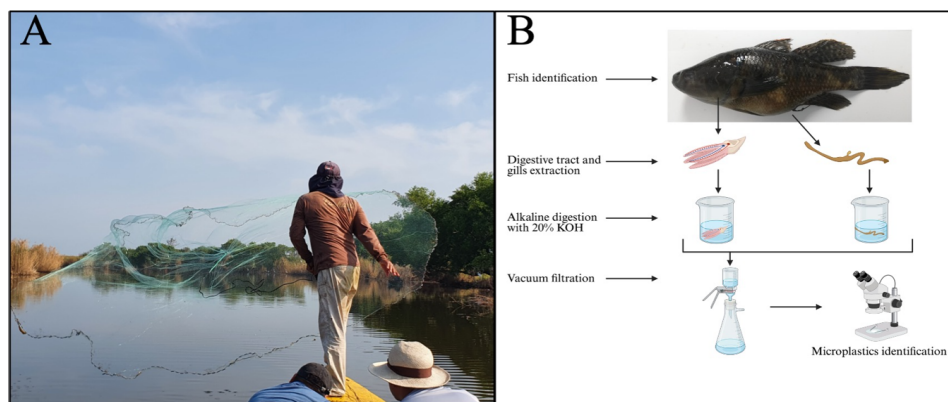 A
B
Fish identification
Digestive tract and
gills extraction
Alkaline digestion
with 20% KOH
Vacuum filtration
Microplastics identification